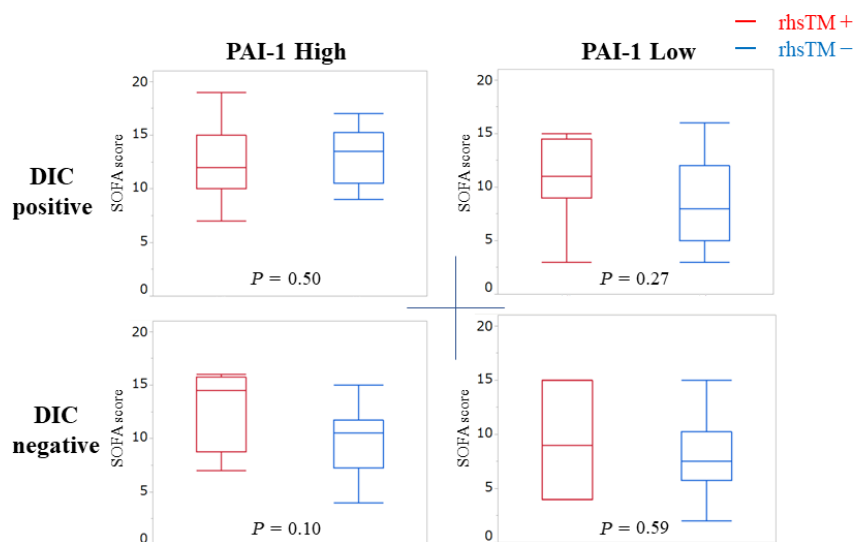 rhsTM+
rhsTM−
PAI-1 High
PAI-1 Low
DIC
positive
SOFA score
20
15
10
5
0
P = 0.50
SOFA score
20
15
10
5
0
P = 0.27
DIC
negative
SOFA score
20
15
10
5
0
P = 0.10
SOFA score
20
15
10
5
0
P = 0.59